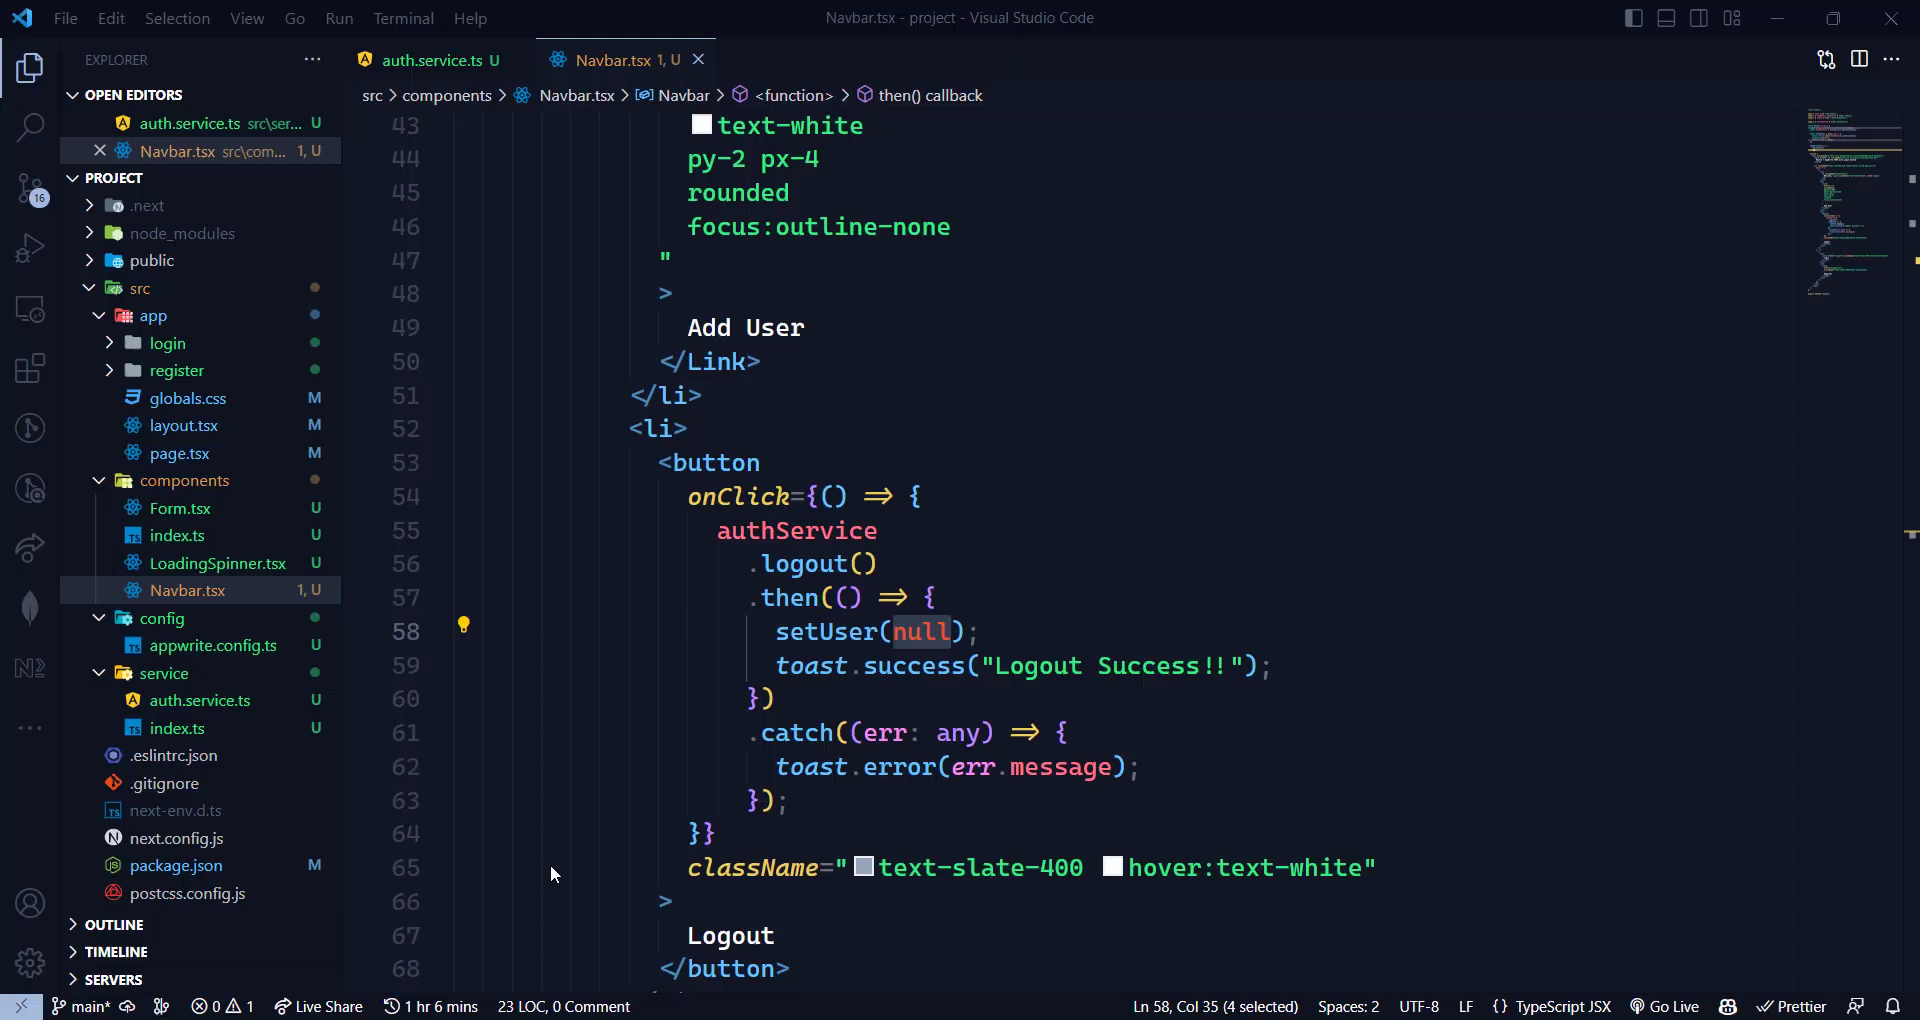 File Edit Selection View Go Run Terminal Help
Navbar.tsx - project - Visual Studio Code
EXPLORER
OPEN EDITORS
auth.service.ts src\ser... U
Navbar.tsx src\com... 1, U
PROJECT
.next
node_modules
public
src
app
login
register
globals.css M
layout.tsx M
page.tsx M
components
Form.tsx U
index.ts U
LoadingSpinner.tsx U
Navbar.tsx 1, U
config
appwrite.config.ts U
service
auth.service.ts U
index.ts U
.eslintrc.json
.gitignore
next-env.d.ts
next.config.js
package.json M
postcss.config.js
OUTLINE
TIMELINE
SERVERS
16
auth.service.ts U
Navbar.tsx 1, U
src > components > Navbar.tsx > Navbar > <function> > then() callback
43 text-white
44 py-2 px-4
45 rounded
46 focus:outline-none
47 "
48 >
49 Add User
50 </Link>
51 </li>
52 <li>
53 <button
54 onClick={() => {
55 authService
56 .logout()
57 .then(() => {
58 setUser(null);
59 toast.success("Logout Success!!");
60 })
61 .catch((err: any) => {
62 toast.error(err.message);
63 });
64 }}
65 className="text-slate-400 hover:text-white"
66 >
67 Logout
68 </button>
main* 0 1 Live Share 1 hr 6 mins 23 LOC, 0 Comment
Ln 58, Col 35 (4 selected) Spaces: 2 UTF-8 LF {} TypeScript JSX Go Live Prettier